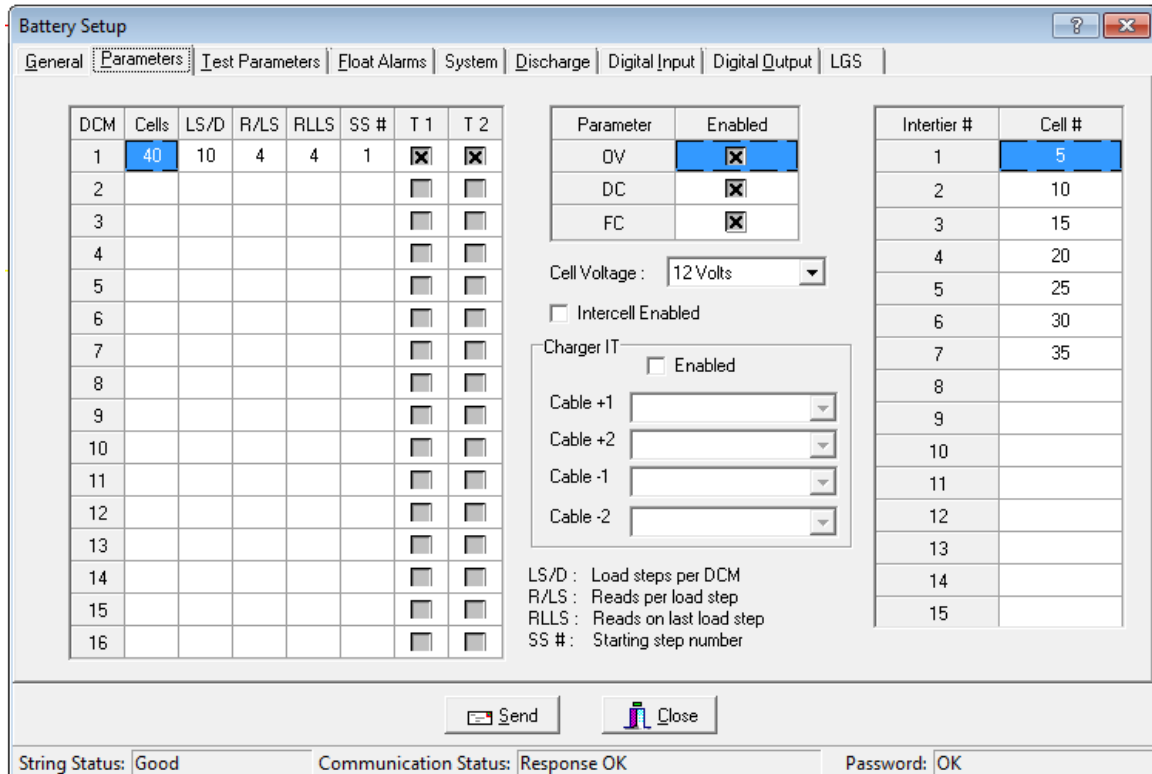 Battery Setup
General Parameters Test Parameters Float Alarms System Discharge Digital Input Digital Output LGS
DCM Cells LS/D R/LS RLLS SS # T 1 T 2
1 40 10 4 4 1
2
3
4
5
6
7
8
9
10
11
12
13
14
15
16
Parameter Enabled
OV
DC
FC
Cell Voltage : 12 Volts
Intercell Enabled
Charger IT
Enabled
Cable +1
Cable +2
Cable -1
Cable -2
LS/D : Load steps per DCM
R/LS : Reads per load step
RLLS : Reads on last load step
SS # : Starting step number
Intertier # Cell #
1 5
2 10
3 15
4 20
5 25
6 30
7 35
8
9
10
11
12
13
14
15
Send Close
String Status: Good Communication Status: Response OK Password: OK